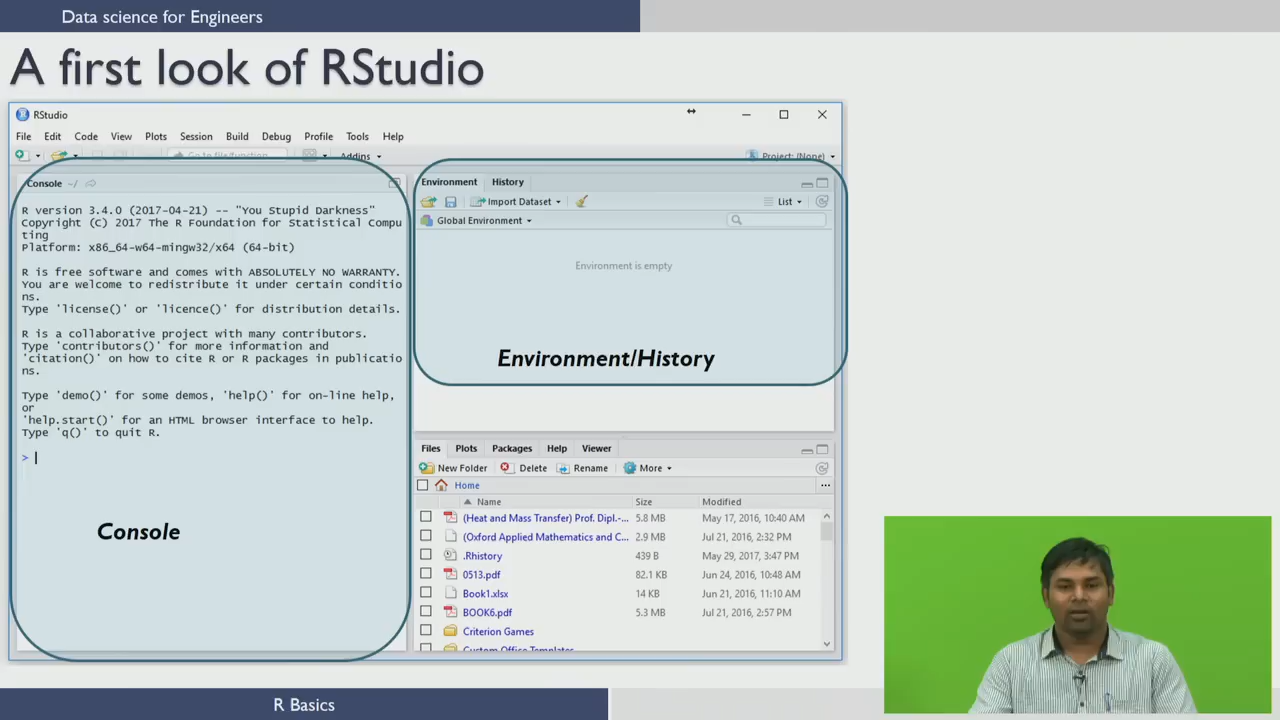 Data science for Engineers
A first look of RStudio
RStudio
File Edit Code View Plots Session Build Debug Profile Tools Help
Go to file/function Addins Project: (None)
Console ~/
R version 3.4.0 (2017-04-21) -- "You Stupid Darkness"
Copyright (C) 2017 The R Foundation for Statistical Compu
ting
Platform: x86_64-w64-mingw32/x64 (64-bit)
R is free software and comes with ABSOLUTELY NO WARRANTY.
You are welcome to redistribute it under certain conditio
ns.
Type 'license()' or 'licence()' for distribution details.
R is a collaborative project with many contributors.
Type 'contributors()' for more information and
'citation()' on how to cite R or R packages in publicatio
ns.
Type 'demo()' for some demos, 'help()' for on-line help,
or
'help.start()' for an HTML browser interface to help.
Type 'q()' to quit R.
>
Console
Environment History
Import Dataset List
Global Environment
Environment is empty
Environment/History
Files Plots Packages Help Viewer
New Folder Delete Rename More
Home ...
Name Size Modified
(Heat and Mass Transfer) Prof. Dipl.-... 5.8 MB May 17, 2016, 10:40 AM
(Oxford Applied Mathematics and C... 2.9 MB Jul 21, 2016, 2:32 PM
.Rhistory 439 B May 29, 2017, 3:47 PM
0513.pdf 82.1 KB Jun 24, 2016, 10:48 AM
Book1.xlsx 14 KB Jun 21, 2016, 11:10 AM
BOOK6.pdf 5.3 MB Jul 21, 2016, 2:57 PM
Criterion Games
Custom Office Templates
R Basics